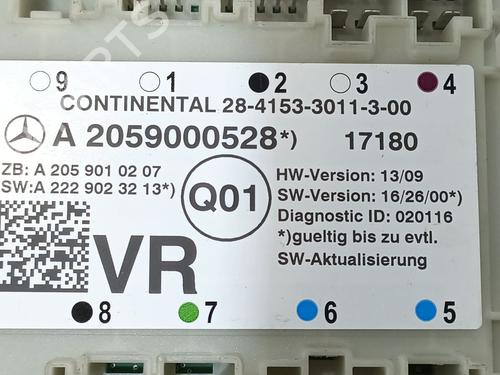 9 1 2 3 4
CONTINENTAL 28-4153-3011-3-00
A 2059000528*) 17180
ZB: A 205 901 02 07
SW:A 222 902 32 13*)
Q01
HW-Version: 13/09
SW-Version: 16/26/00*)
Diagnostic ID: 020116
*)gueltig bis zu evtl.
SW-Aktualisierung
VR
8 7 6 5